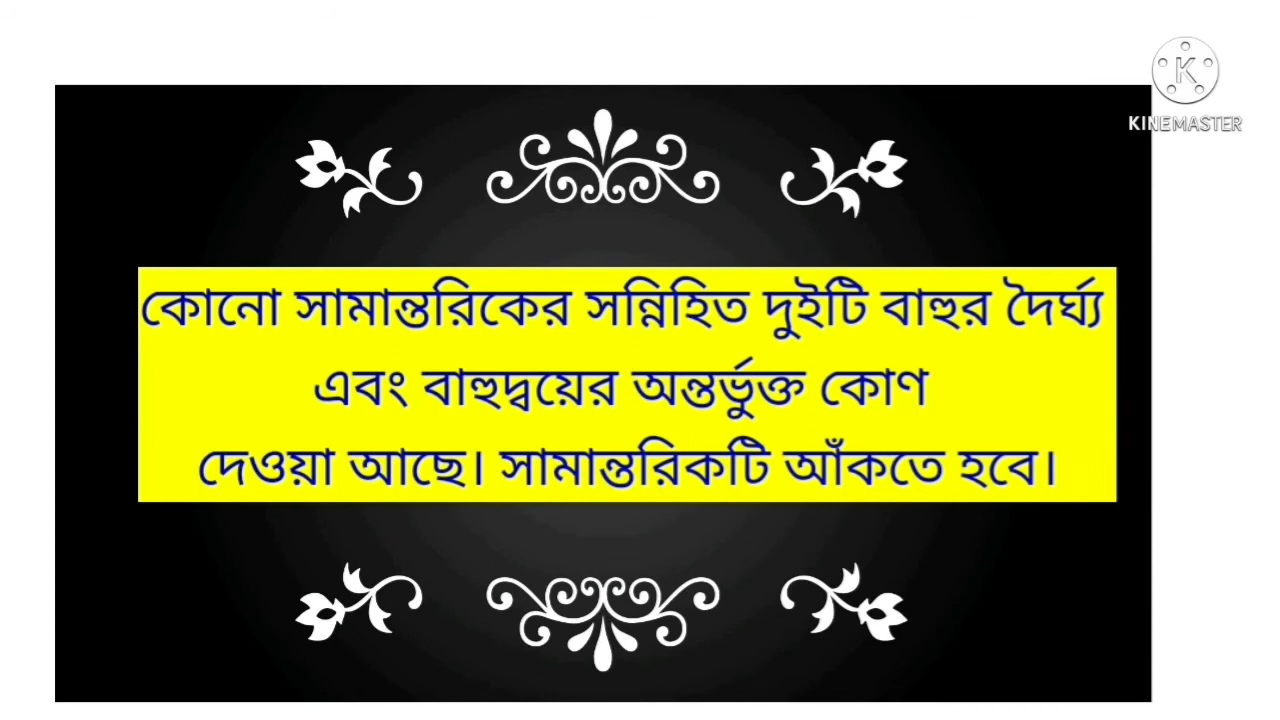 K
KINEMASTER
কোনো সামান্তরিকের সন্নিহিত দুইটি বাহুর দৈর্ঘ্য
এবং বাহুদ্বয়ের অন্তর্ভুক্ত কোণ
দেওয়া আছে। সামান্তরিকটি আঁকতে হবে।